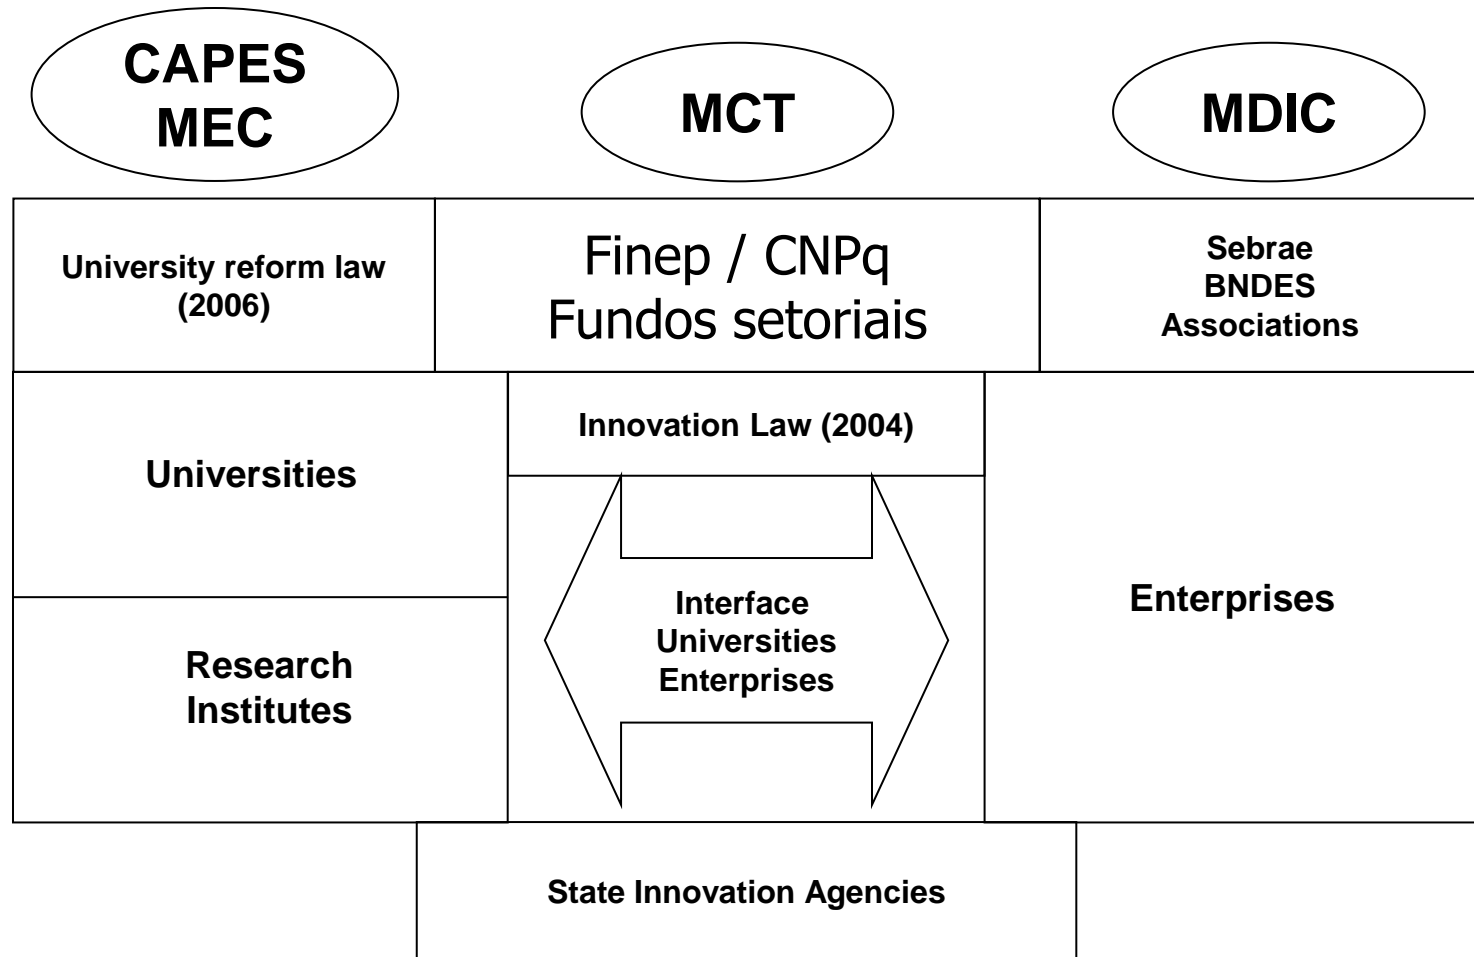 CAPES
MEC
MCT
MDIC
University reform law
(2006)
Finep / CNPq
Fundos setoriais
Sebrae
BNDES
Associations
Innovation Law (2004)
Universities
Research
Institutes
Interface
Universities
Enterprises
Enterprises
State Innovation Agencies